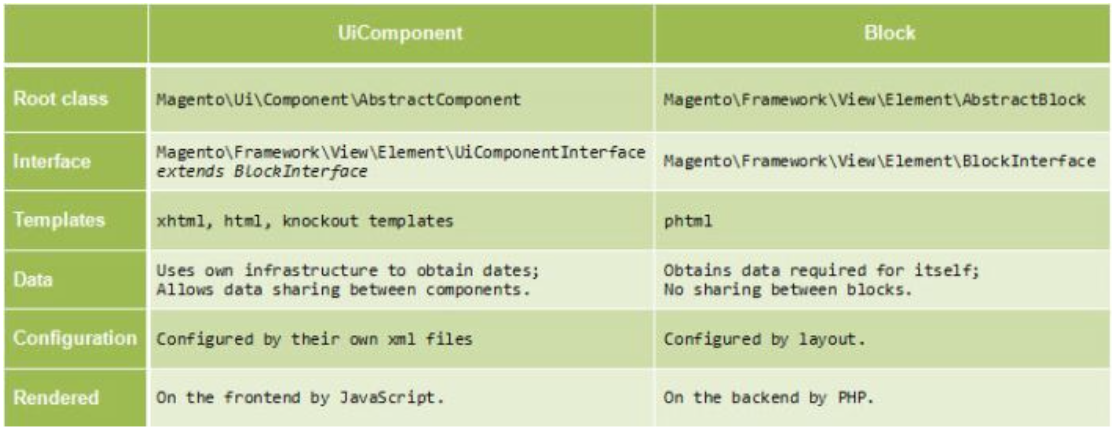 UiComponent Block
Root class Magento\Ui\Component\AbstractComponent Magento\Framework\View\Element\AbstractBlock
Interface Magento\Framework\View\Element\UiComponentInterface
extends BlockInterface Magento\Framework\View\Element\BlockInterface
Templates xhtml, html, knockout templates phtml
Data Uses own infrastructure to obtain dates;
Allows data sharing between components. Obtains data required for itself;
No sharing between blocks.
Configuration Configured by their own xml files Configured by layout.
Rendered On the frontend by JavaScript. On the backend by PHP.